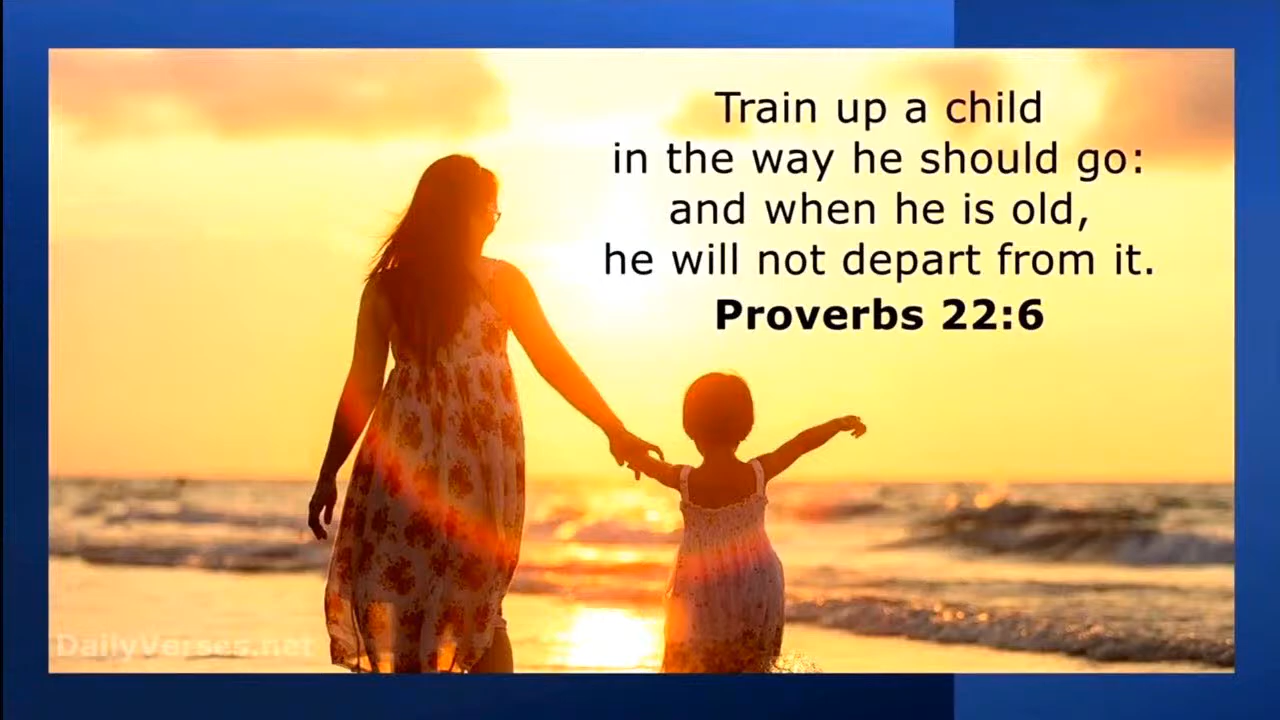 Train up a child
in the way he should go:
and when he is old,
he will not depart from it.
Proverbs 22:6
DailyVerses.net